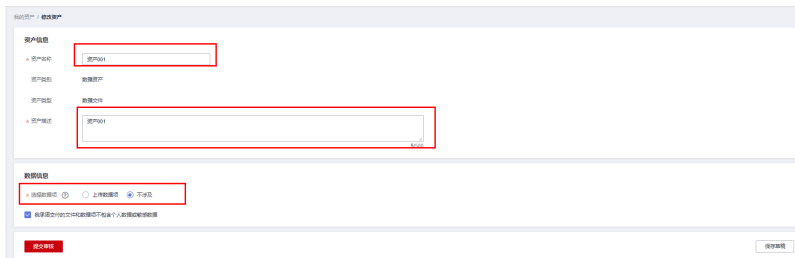 我的资产 / 修改资产
资产信息
* 资产名称 资产001
资产类别 数据资产
资产类型 数据文件
* 资产描述 资产001
5/500
数据信息
* 选择数据项 ? 上传数据项 不涉及
我承诺交付的文件和数据项不包含个人数据或敏感数据
提交审核 保存草稿